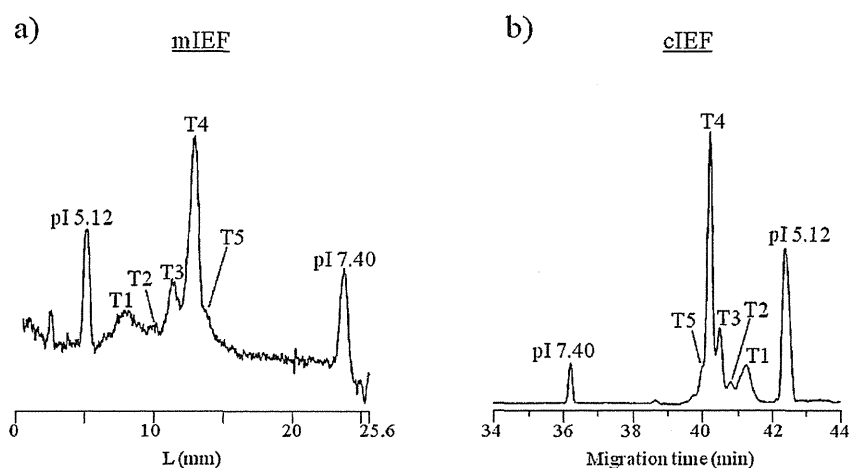 a)
mIEF
T4
pI 5.12
T5
T2
T3
pI 7.40
T1
0
10
20
25.6
L (mm)
b)
cIEF
T4
pI 5.12
T5
T3
T2
pI 7.40
T1
34
36
38
40
42
44
Migration time (min)